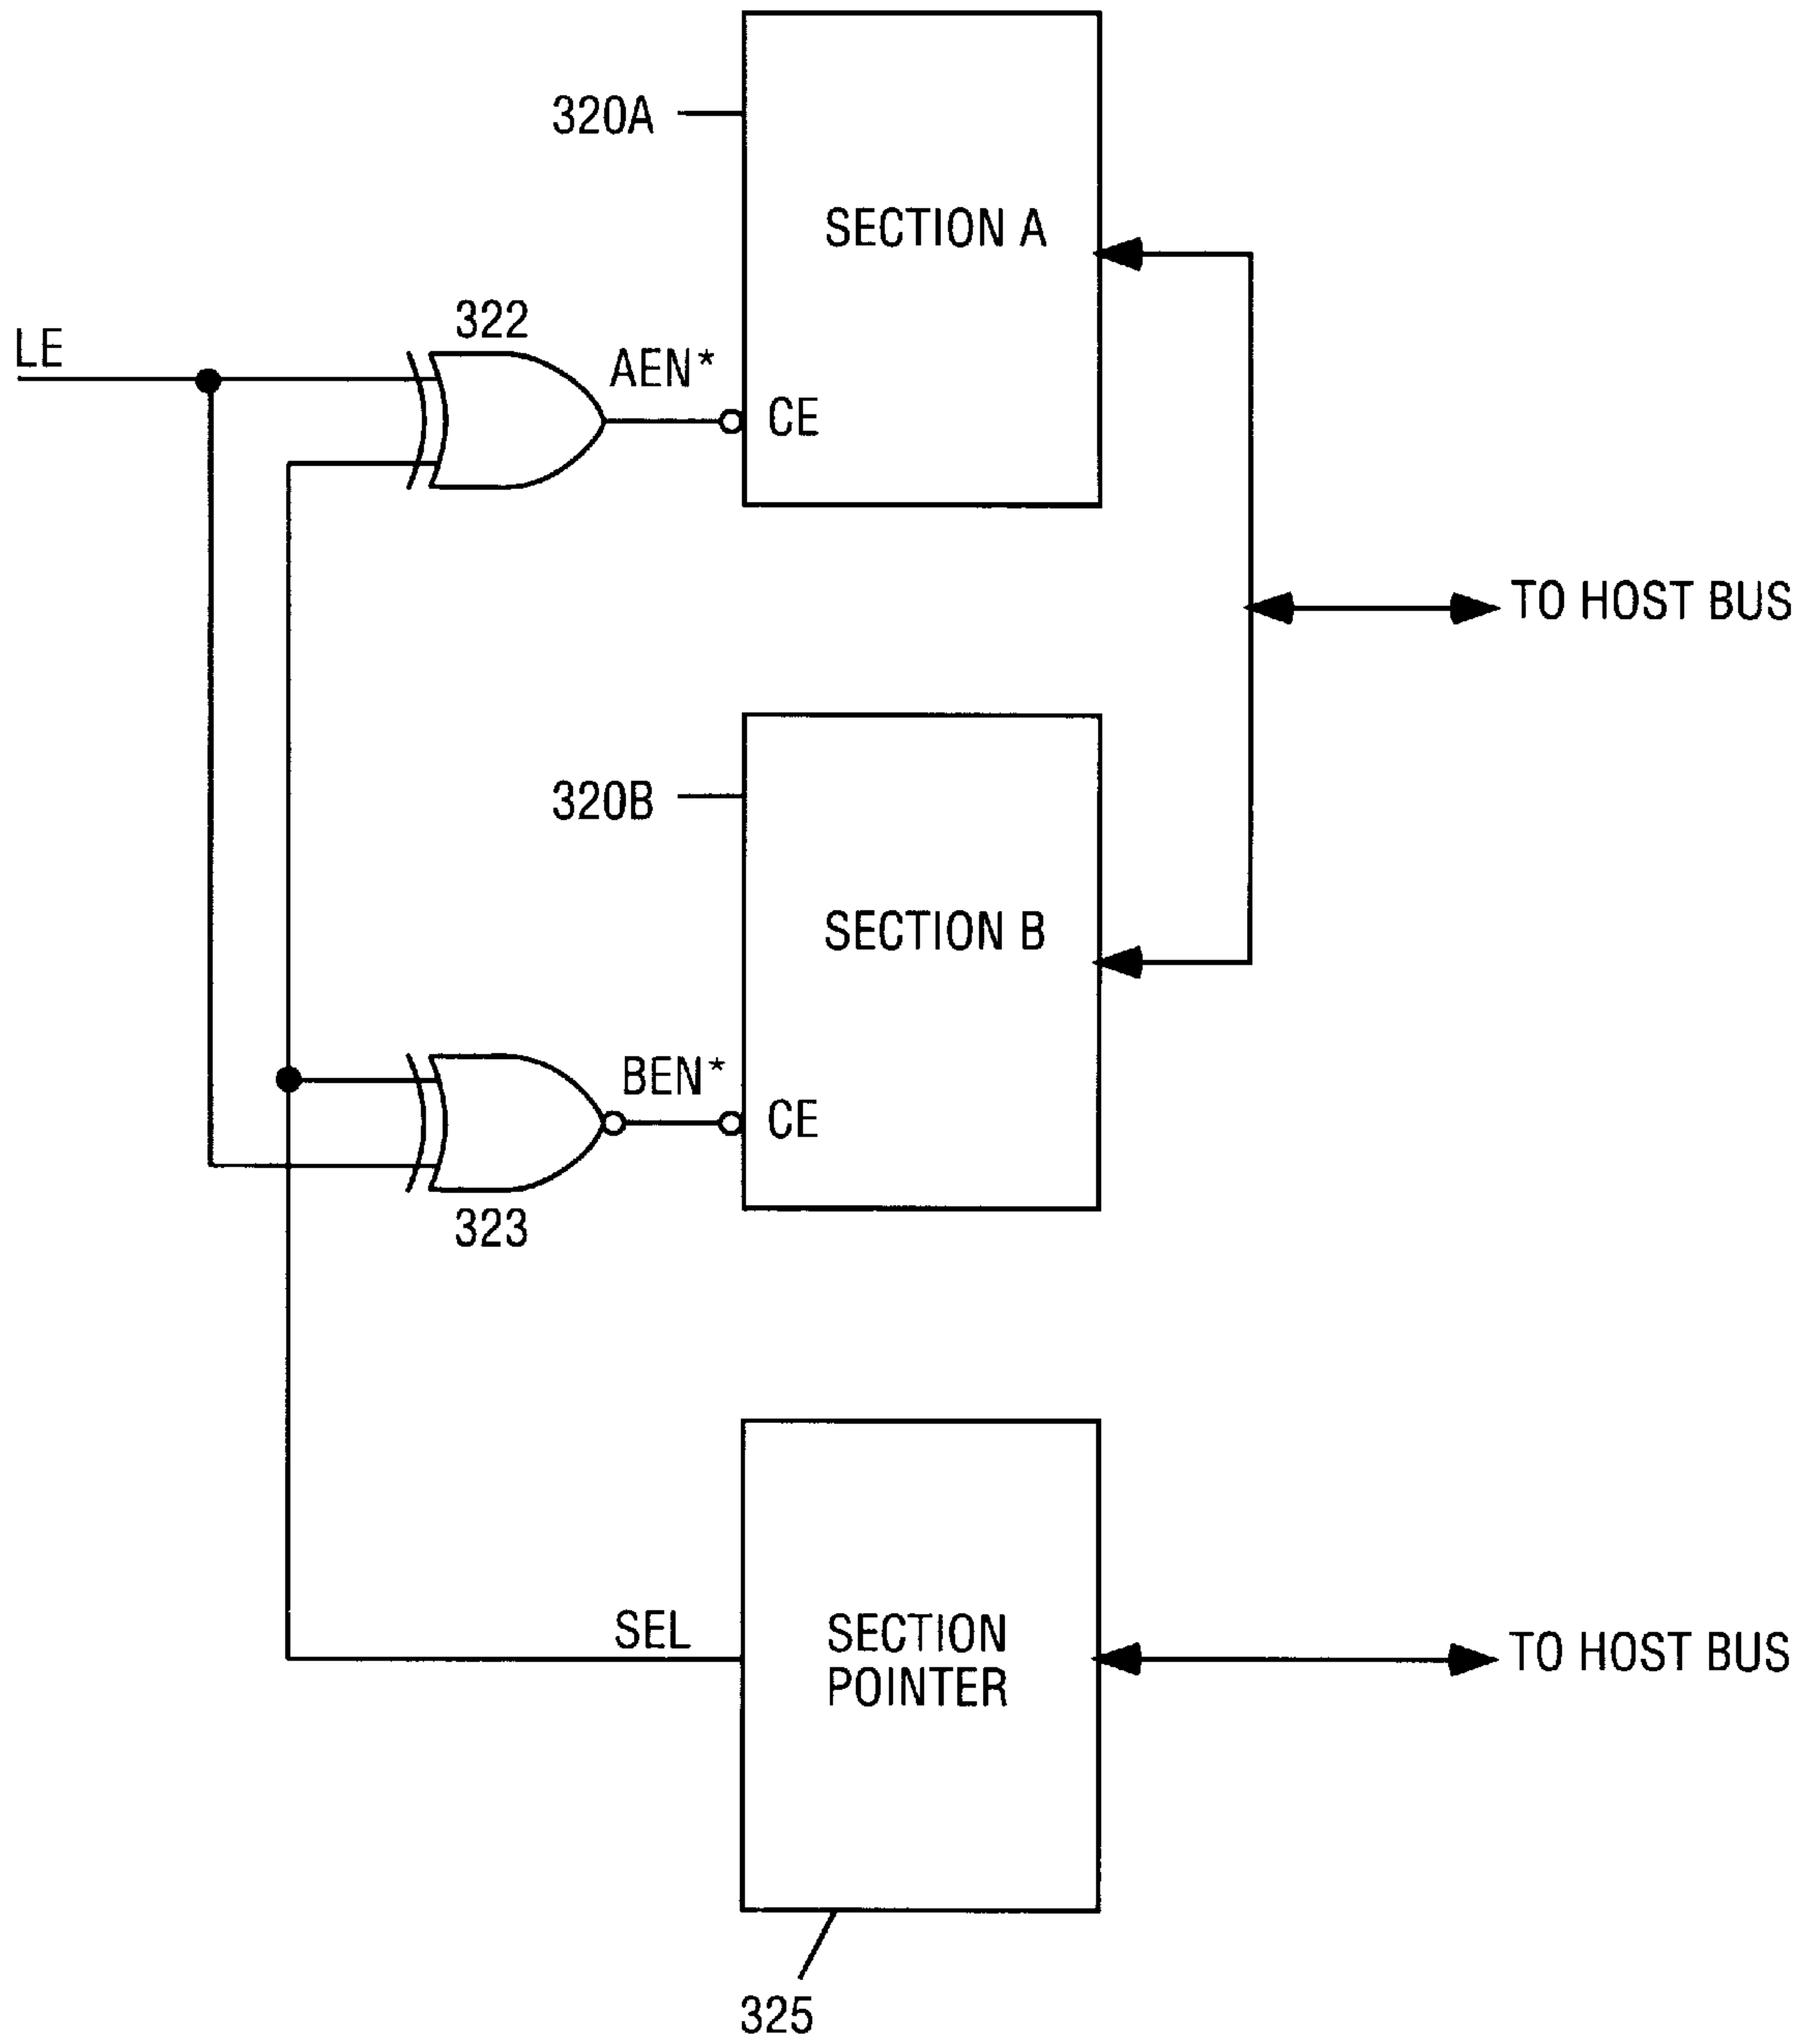 320A
SECTION A
322
LE
AEN*
CE
TO HOST BUS
320B
SECTION B
BEN*
CE
323
SEL
SECTION
POINTER
TO HOST BUS
325